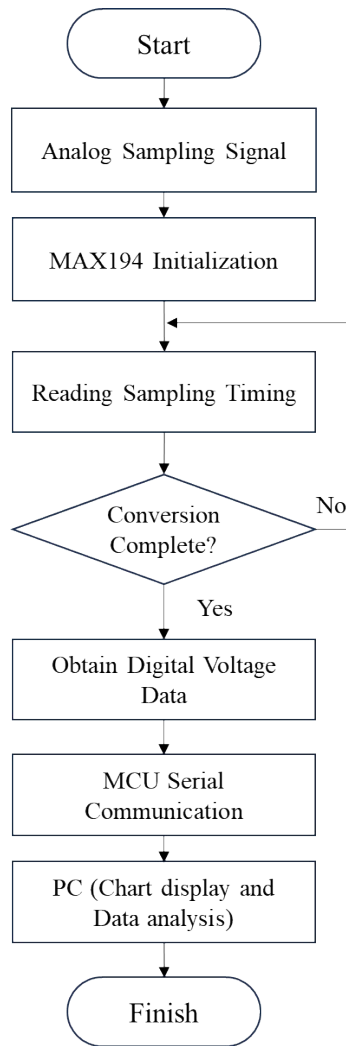 Start
Analog Sampling Signal
MAX194 Initialization
Reading Sampling Timing
Conversion
Complete?
No
Yes
Obtain Digital Voltage
Data
MCU Serial
Communication
PC (Chart display and
Data analysis)
Finish